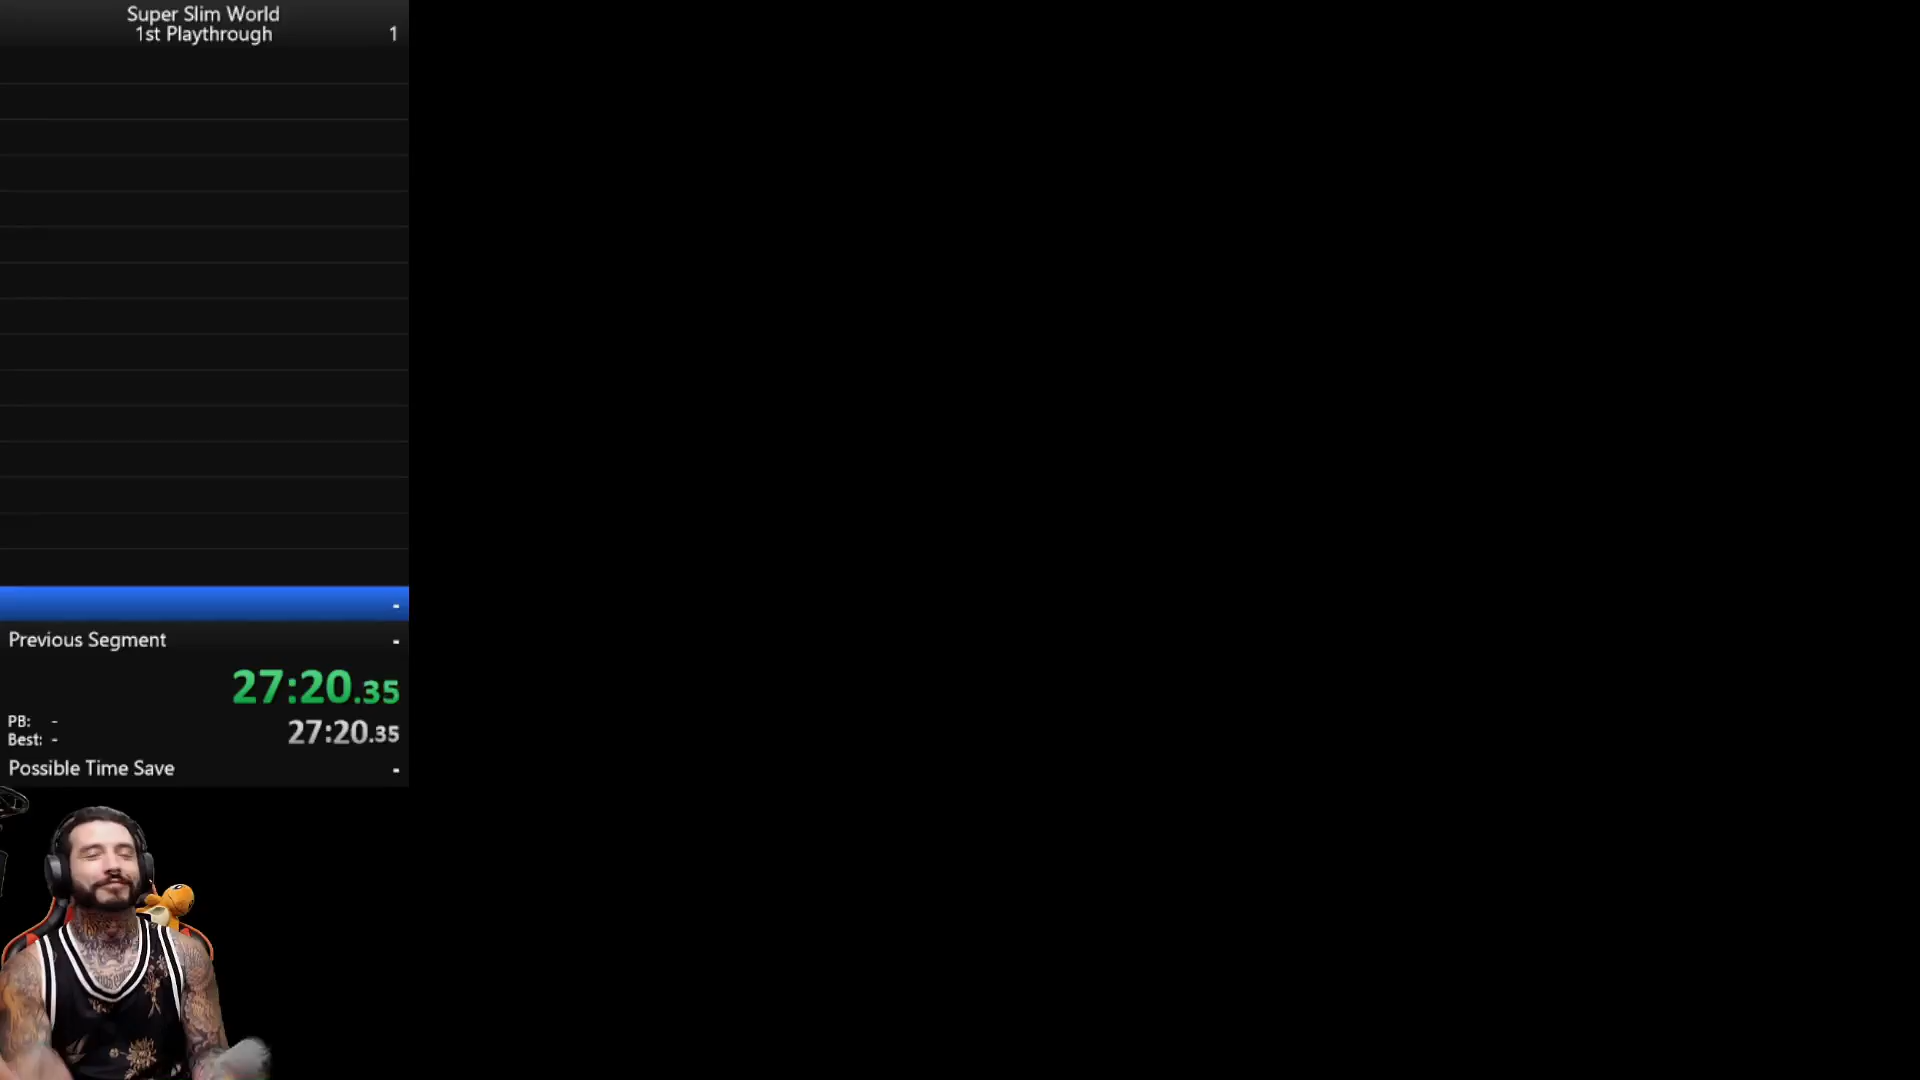 Super Slim World
1st Playthrough 1
-
Previous Segment -
27:20.35
PB: -
27:20.35
Best: -
Possible Time Save -